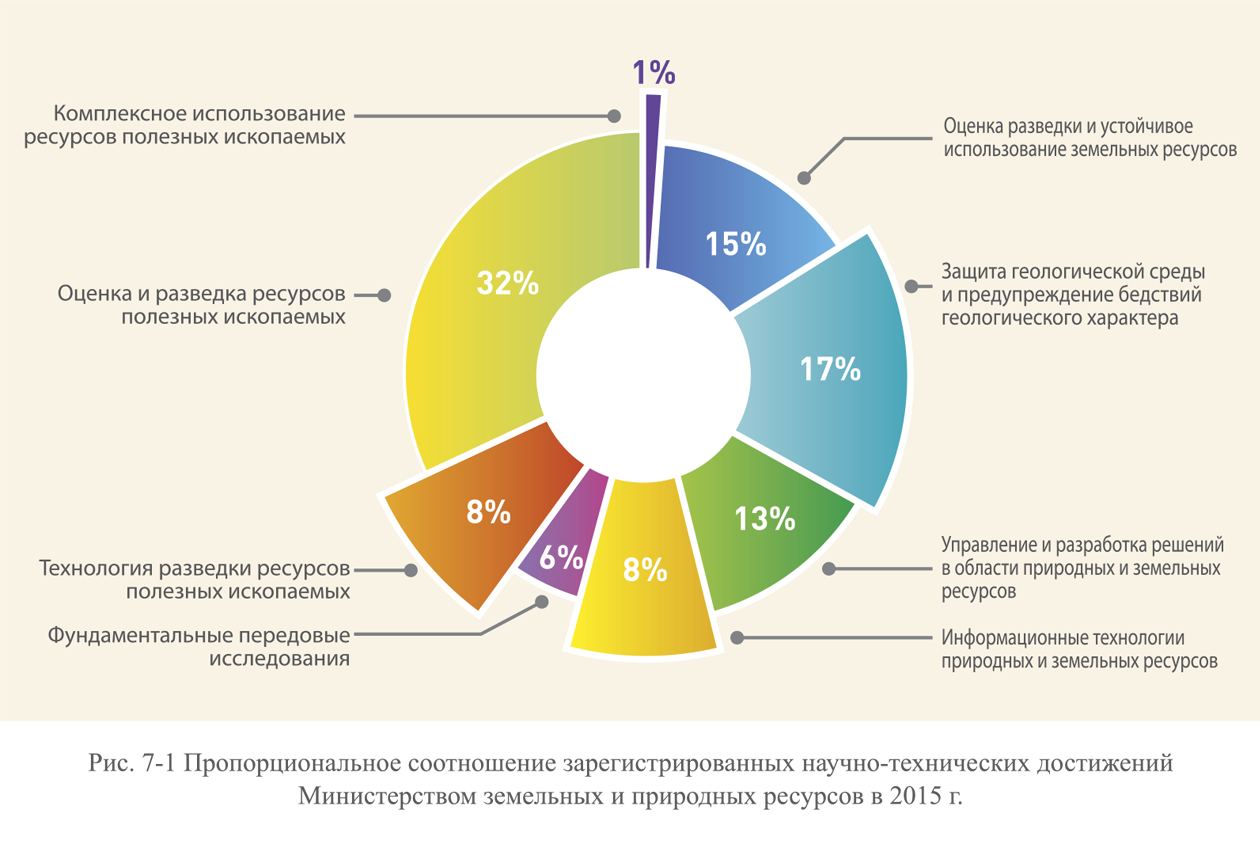 1%
Комплексное использование
ресурсов полезных ископаемых
Оценка разведки и устойчивое
использование земельных ресурсов
15%
Защита геологической среды
и предупреждение бедствий
геологического характера
32%
Оценка и разведка ресурсов
полезных ископаемых
17%
8%
13%
6%
8%
Управление и разработка решений
в области природных и земельных
ресурсов
Технология разведки ресурсов
полезных ископаемых
Фундаментальные передовые
исследования
Информационные технологии
природных и земельных ресурсов
Рис. 7-1 Пропорциональное соотношение зарегистрированных научно-технических достижений
Министерством земельных и природных ресурсов в 2015 г.